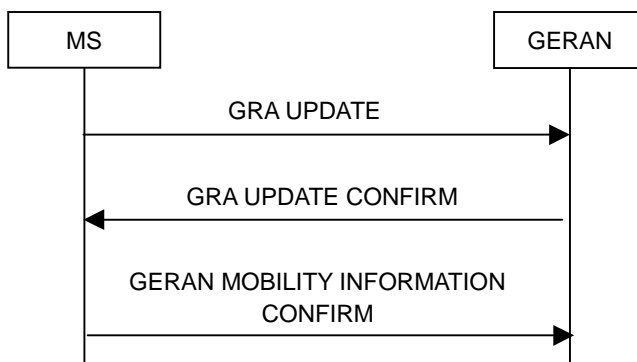 MS
GERAN
GRA UPDATE
GRA UPDATE CONFIRM
GERAN MOBILITY INFORMATION
CONFIRM